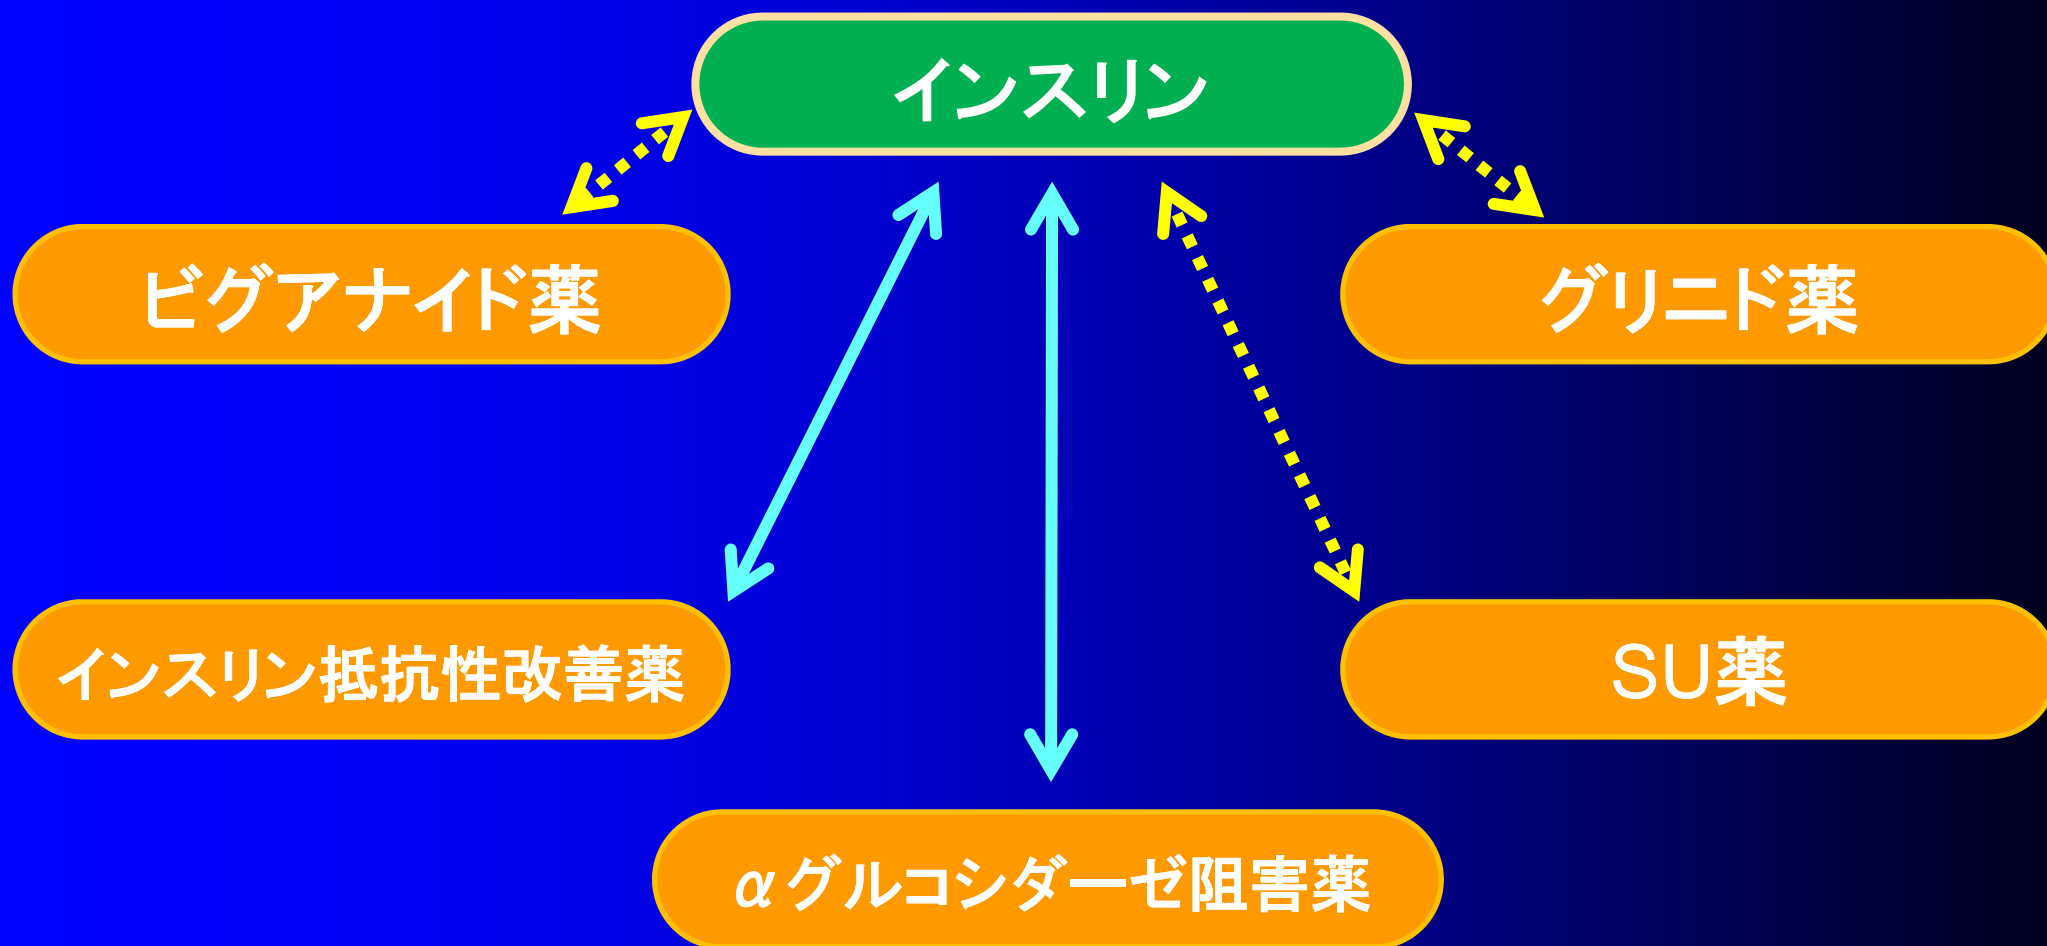 インスリン
ビグアナイド薬
グリニド薬
インスリン抵抗性改善薬
SU薬
αグルコシダーゼ阻害薬